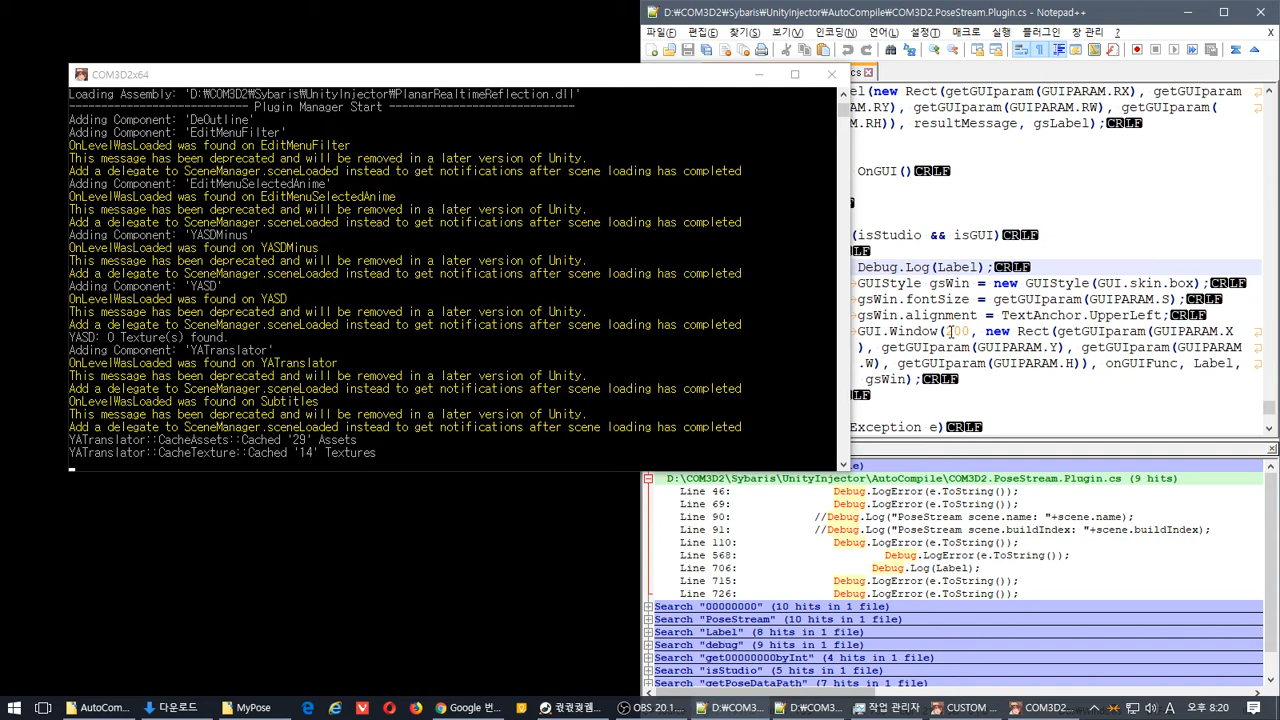 D:₩COM3D2₩Sybaris₩UnityInjector₩AutoCompile₩COM3D2.PoseStream.Plugin.cs - Notepad++
파일(F) 편집(E) 찾기(S) 보기(V) 인코딩(N) 언어(L) 설정(T) 매크로 실행 플러그인 창 관리 ? X
COM3D2x64
cs
Loading Assembly: 'D:₩COM3D2₩Sybaris₩UnityInjector₩PlanarRealtimeReflection.dll'
---------------------------- Plugin Manager Start -----------------------------
Adding Component: 'DeOutline'
Adding Component: 'EditMenuFilter'
OnLevelWasLoaded was found on EditMenuFilter
This message has been deprecated and will be removed in a later version of Unity.
Add a delegate to SceneManager.sceneLoaded instead to get notifications after scene loading has completed
Adding Component: 'EditMenuSelectedAnime'
OnLevelWasLoaded was found on EditMenuSelectedAnime
This message has been deprecated and will be removed in a later version of Unity.
Add a delegate to SceneManager.sceneLoaded instead to get notifications after scene loading has completed
Adding Component: 'YASDMinus'
OnLevelWasLoaded was found on YASDMinus
This message has been deprecated and will be removed in a later version of Unity.
Add a delegate to SceneManager.sceneLoaded instead to get notifications after scene loading has completed
Adding Component: 'YASD'
OnLevelWasLoaded was found on YASD
This message has been deprecated and will be removed in a later version of Unity.
Add a delegate to SceneManager.sceneLoaded instead to get notifications after scene loading has completed
YASD: 0 Texture(s) found.
Adding Component: 'YATranslator'
OnLevelWasLoaded was found on YATranslator
This message has been deprecated and will be removed in a later version of Unity.
Add a delegate to SceneManager.sceneLoaded instead to get notifications after scene loading has completed
OnLevelWasLoaded was found on Subtitles
This message has been deprecated and will be removed in a later version of Unity.
Add a delegate to SceneManager.sceneLoaded instead to get notifications after scene loading has completed
YATranslator::CacheAssets::Cached '29' Assets
YATranslator::CacheTexture::Cached '14' Textures
el(new Rect(getGUIparam(GUIPARAM.RX), getGUIparam
RAM.RY), getGUIparam(GUIPARAM.RW), getGUIparam(
RAM.RH)), resultMessage, gsLabel);CRLF
OnGUI()CRLF
LF
(isStudio && isGUI)CRLF
LF
Debug.Log(Label);CRLF
GUIStyle gsWin = new GUIStyle(GUI.skin.box);CRLF
gsWin.fontSize = getGUIparam(GUIPARAM.S);CRLF
gsWin.alignment = TextAnchor.UpperLeft;CRLF
GUI.Window(200, new Rect(getGUIparam(GUIPARAM.X
), getGUIparam(GUIPARAM.Y), getGUIparam(GUIPARAM
.W), getGUIparam(GUIPARAM.H)), onGUIFunc, Label,
gsWin);CRLF
LF
Exception e)CRLF
D:\COM3D2\Sybaris\UnityInjector\AutoCompile\COM3D2.PoseStream.Plugin.cs (9 hits)
Line 46: Debug.LogError(e.ToString());
Line 69: Debug.LogError(e.ToString());
Line 90: //Debug.Log("PoseStream scene.name: "+scene.name);
Line 91: //Debug.Log("PoseStream scene.buildIndex: "+scene.buildIndex);
Line 110: Debug.LogError(e.ToString());
Line 568: Debug.LogError(e.ToString());
Line 706: Debug.Log(Label);
Line 715: Debug.LogError(e.ToString());
Line 726: Debug.LogError(e.ToString());
Search "00000000" (10 hits in 1 file)
Search "PoseStream" (10 hits in 1 file)
Search "Label" (8 hits in 1 file)
Search "debug" (9 hits in 1 file)
Search "get00000000byInt" (4 hits in 1 file)
Search "isStudio" (5 hits in 1 file)
Search "getPoseDataPath" (7 hits in 1 file)
AutoCom... 다운로드 MyPose Google 번... OBS 20.1... D:₩COM3... D:₩COM3... 작업 관리자 CUSTOM ... COM3D2... A 오후 8:20